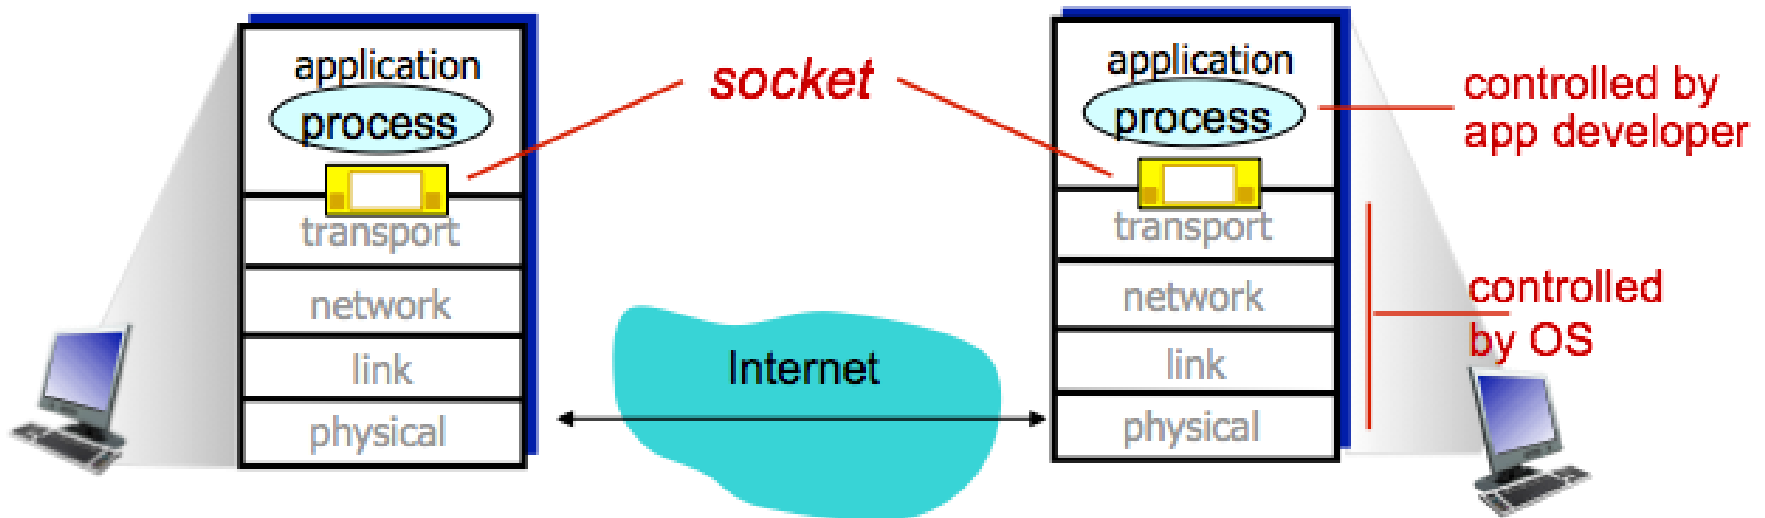 application
process
transport
network
link
physical
socket
Internet
application
process
transport
network
link
physical
controlled by
app developer
controlled
by OS